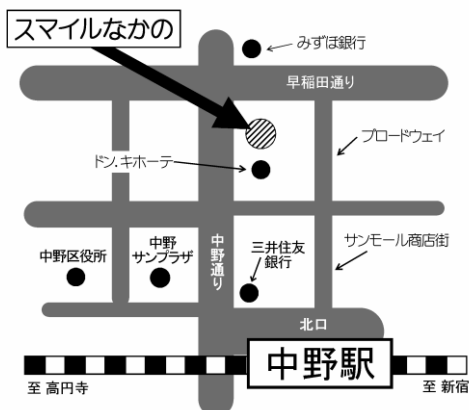 スマイルなかの
みずほ銀行
早稲田通り
ブロードウェイ
ドン.キホーテ
中野区役所
中野
サンプラザ
中野通り
三井住友
銀行
サンモール商店街
北口
中野駅
至 高円寺
至 新宿